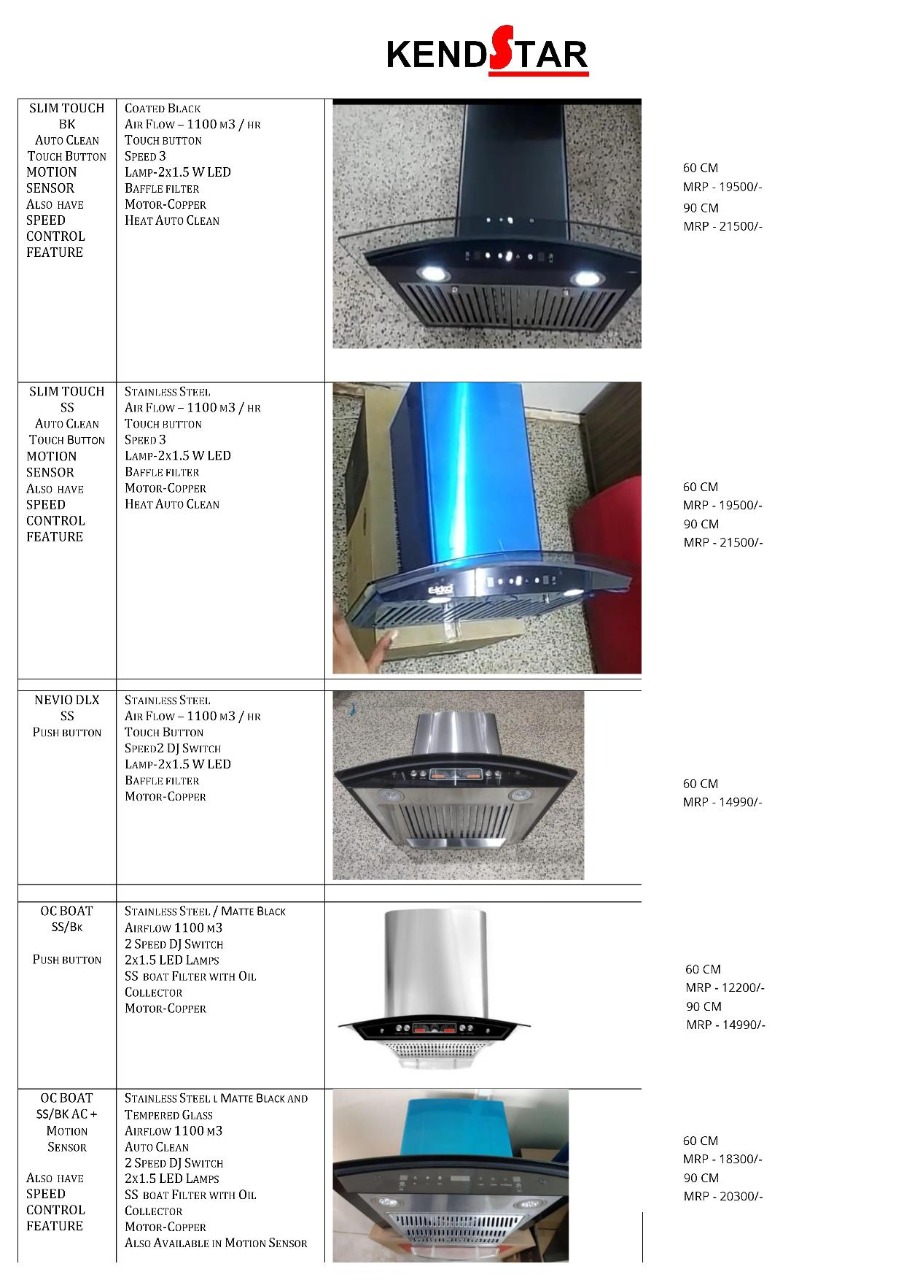 KENDSTAR
SLIM TOUCH
BK
AUTO CLEAN
TOUCH BUTTON
MOTION
SENSOR
ALSO HAVE
SPEED
CONTROL
FEATURE
COATED BLACK
AIR FLOW – 1100 M3 / HR
TOUCH BUTTON
SPEED 3
LAMP-2X1.5 W LED
BAFFLE FILTER
MOTOR-COPPER
HEAT AUTO CLEAN
60 CM
MRP - 19500/-
90 CM
MRP - 21500/-
SLIM TOUCH
SS
AUTO CLEAN
TOUCH BUTTON
MOTION
SENSOR
ALSO HAVE
SPEED
CONTROL
FEATURE
STAINLESS STEEL
AIR FLOW – 1100 M3 / HR
TOUCH BUTTON
SPEED 3
LAMP-2X1.5 W LED
BAFFLE FILTER
MOTOR-COPPER
HEAT AUTO CLEAN
60 CM
MRP - 19500/-
90 CM
MRP - 21500/-
NEVIO DLX
SS
PUSH BUTTON
STAINLESS STEEL
AIR FLOW – 1100 M3 / HR
TOUCH BUTTON
SPEED2 DJ SWITCH
LAMP-2X1.5 W LED
BAFFLE FILTER
MOTOR-COPPER
60 CM
MRP - 14990/-
OC BOAT
SS/BK
PUSH BUTTON
STAINLESS STEEL / MATTE BLACK
AIRFLOW 1100 M3
2 SPEED DJ SWITCH
2X1.5 LED LAMPS
SS BOAT FILTER WITH OIL
COLLECTOR
MOTOR-COPPER
60 CM
MRP - 12200/-
90 CM
MRP - 14990/-
OC BOAT
SS/BK AC +
MOTION
SENSOR
ALSO HAVE
SPEED
CONTROL
FEATURE
STAINLESS STEEL L MATTE BLACK AND
TEMPERED GLASS
AIRFLOW 1100 M3
AUTO CLEAN
2 SPEED DJ SWITCH
2X1.5 LED LAMPS
SS BOAT FILTER WITH OIL
COLLECTOR
MOTOR-COPPER
ALSO AVAILABLE IN MOTION SENSOR
60 CM
MRP - 18300/-
90 CM
MRP - 20300/-